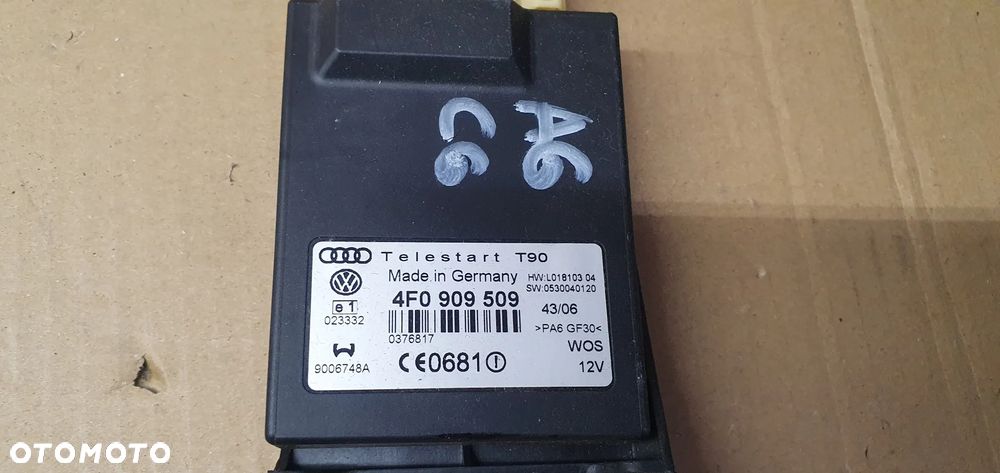 A6
C6
Telestart T90
Made in Germany
HW:L018103 04
SW:0530040120
4F0 909 509
43/06
e1
023332
0376817
>PA6 GF30<
WOS
9006748A
CE0681
12V
OTOMOTO